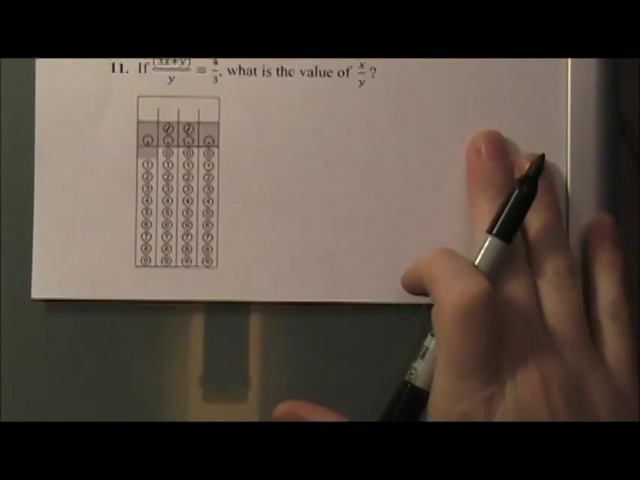 11. If (3x+y)/y = 4/3, what is the value of x/y ?